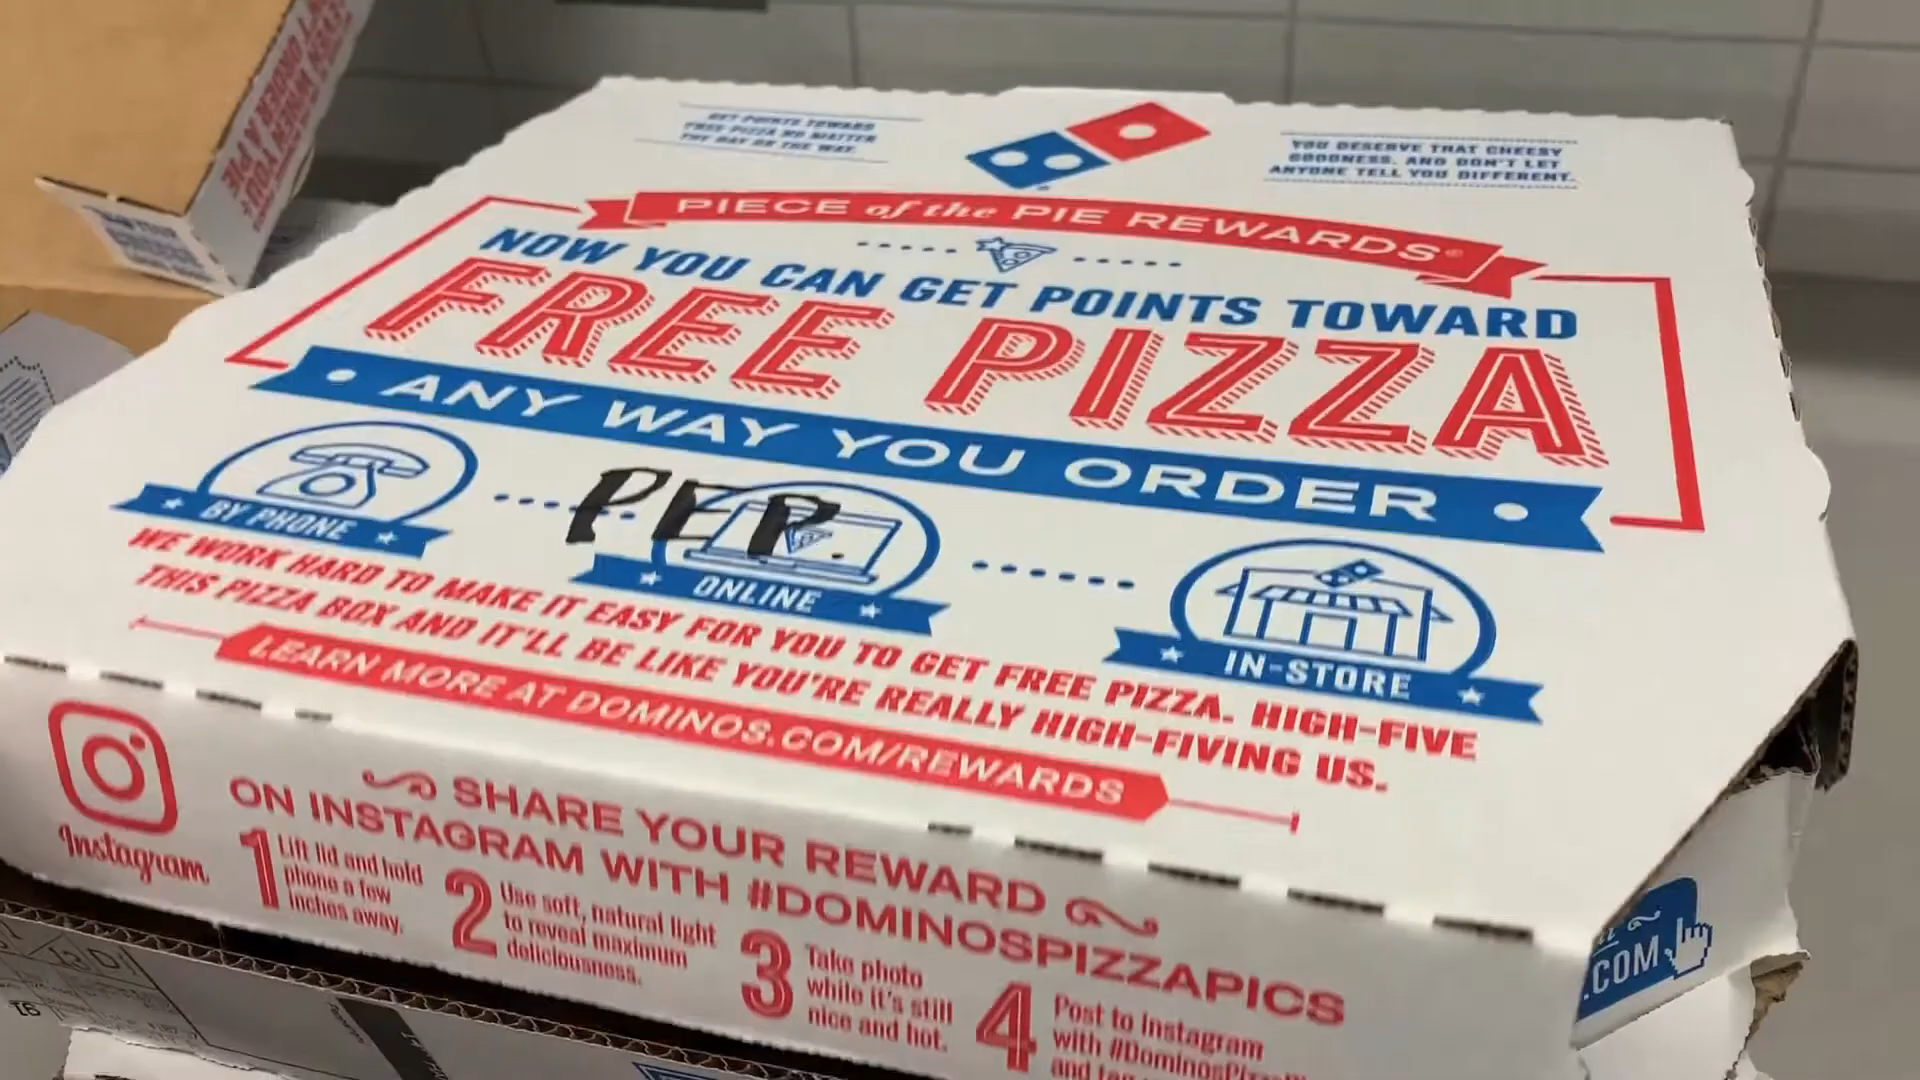 GET POINTS TOWARD
FREE PIZZA NO MATTER
THE DAY OR THE WAY.
YOU DESERVE THAT CHEESY
GOODNESS. AND DON'T LET
ANYONE TELL YOU DIFFERENT.
PIECE of the PIE REWARDS®
NOW YOU CAN GET POINTS TOWARD
FREE PIZZA
ANY WAY YOU ORDER
BY PHONE
PEP.
ONLINE
IN-STORE
WE WORK HARD TO MAKE IT EASY FOR YOU TO GET FREE PIZZA. HIGH-FIVE
THIS PIZZA BOX AND IT'LL BE LIKE YOU'RE REALLY HIGH-FIVING US.
LEARN MORE AT DOMINOS.COM/REWARDS
Instagram
SHARE YOUR REWARD
ON INSTAGRAM WITH #DOMINOSPIZZAPICS
1 Lift lid and hold
phone a few
inches away.
2 Use soft, natural light
to reveal maximum
deliciousness.
3 Take photo
while it's still
nice and hot.
4 Post to Instagram
with #DominosPizza
and
.COM